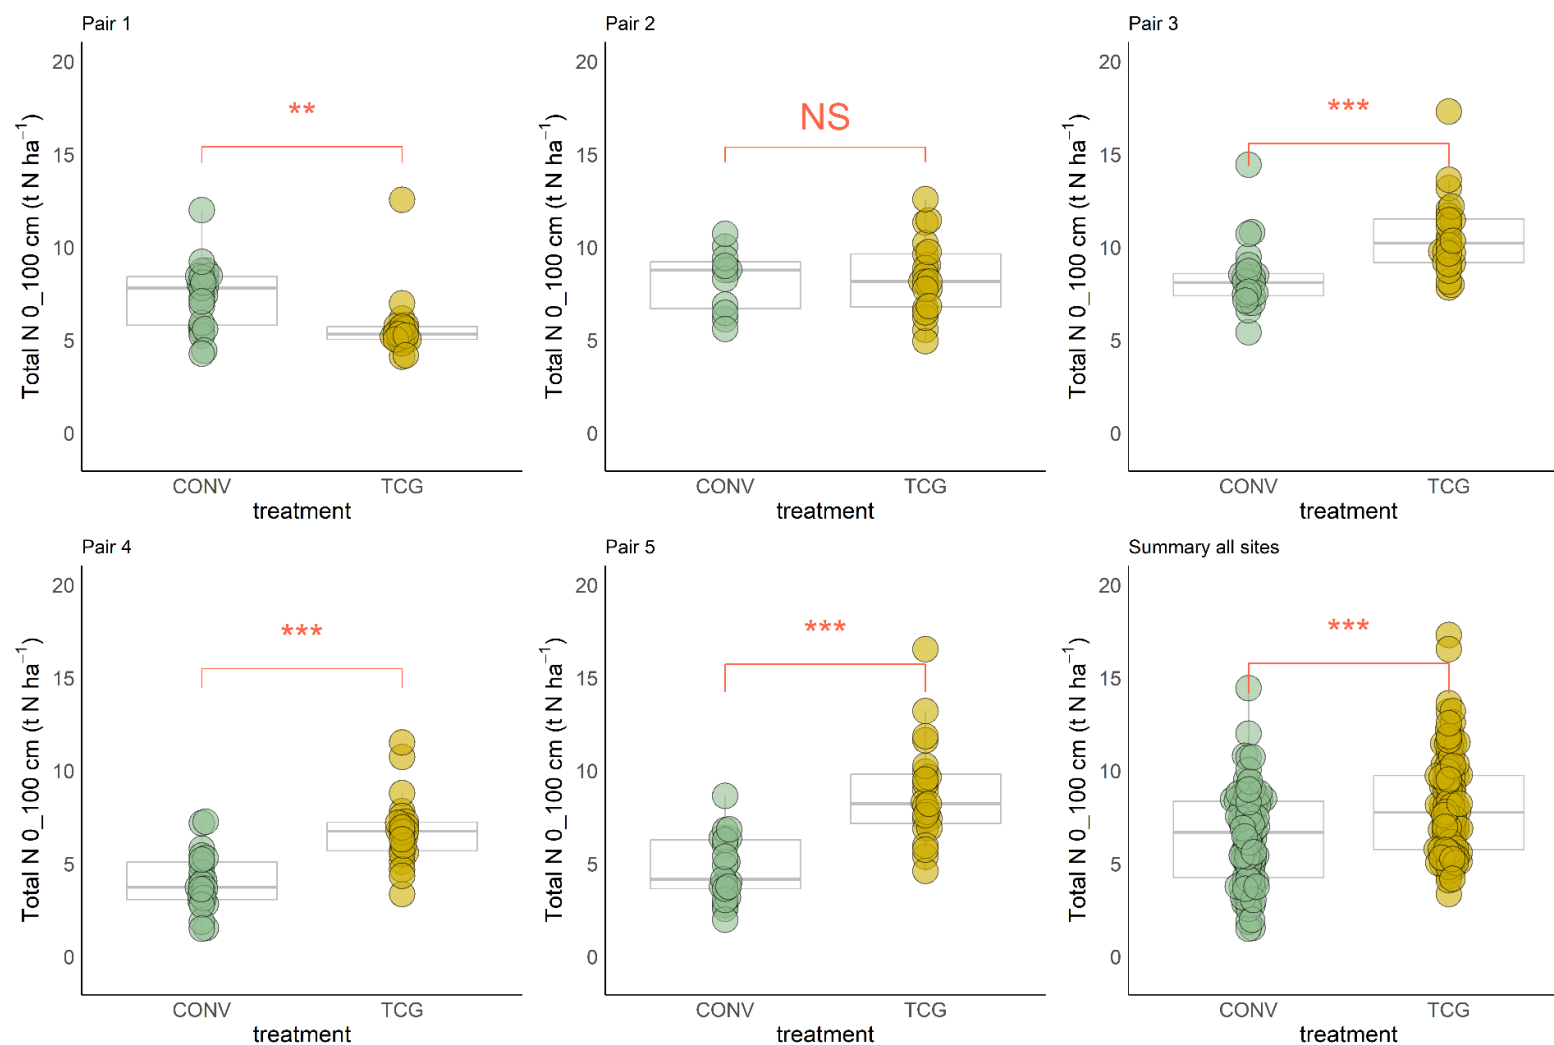 Pair 1
Total N 0_100 cm (t N ha⁻¹)
20
15
10
5
0
**
CONV TCG
treatment
Pair 2
Total N 0_100 cm (t N ha⁻¹)
20
15
10
5
0
NS
CONV TCG
treatment
Pair 3
Total N 0_100 cm (t N ha⁻¹)
20
15
10
5
0
***
CONV TCG
treatment
Pair 4
Total N 0_100 cm (t N ha⁻¹)
20
15
10
5
0
***
CONV TCG
treatment
Pair 5
Total N 0_100 cm (t N ha⁻¹)
20
15
10
5
0
***
CONV TCG
treatment
Summary all sites
Total N 0_100 cm (t N ha⁻¹)
20
15
10
5
0
***
CONV TCG
treatment